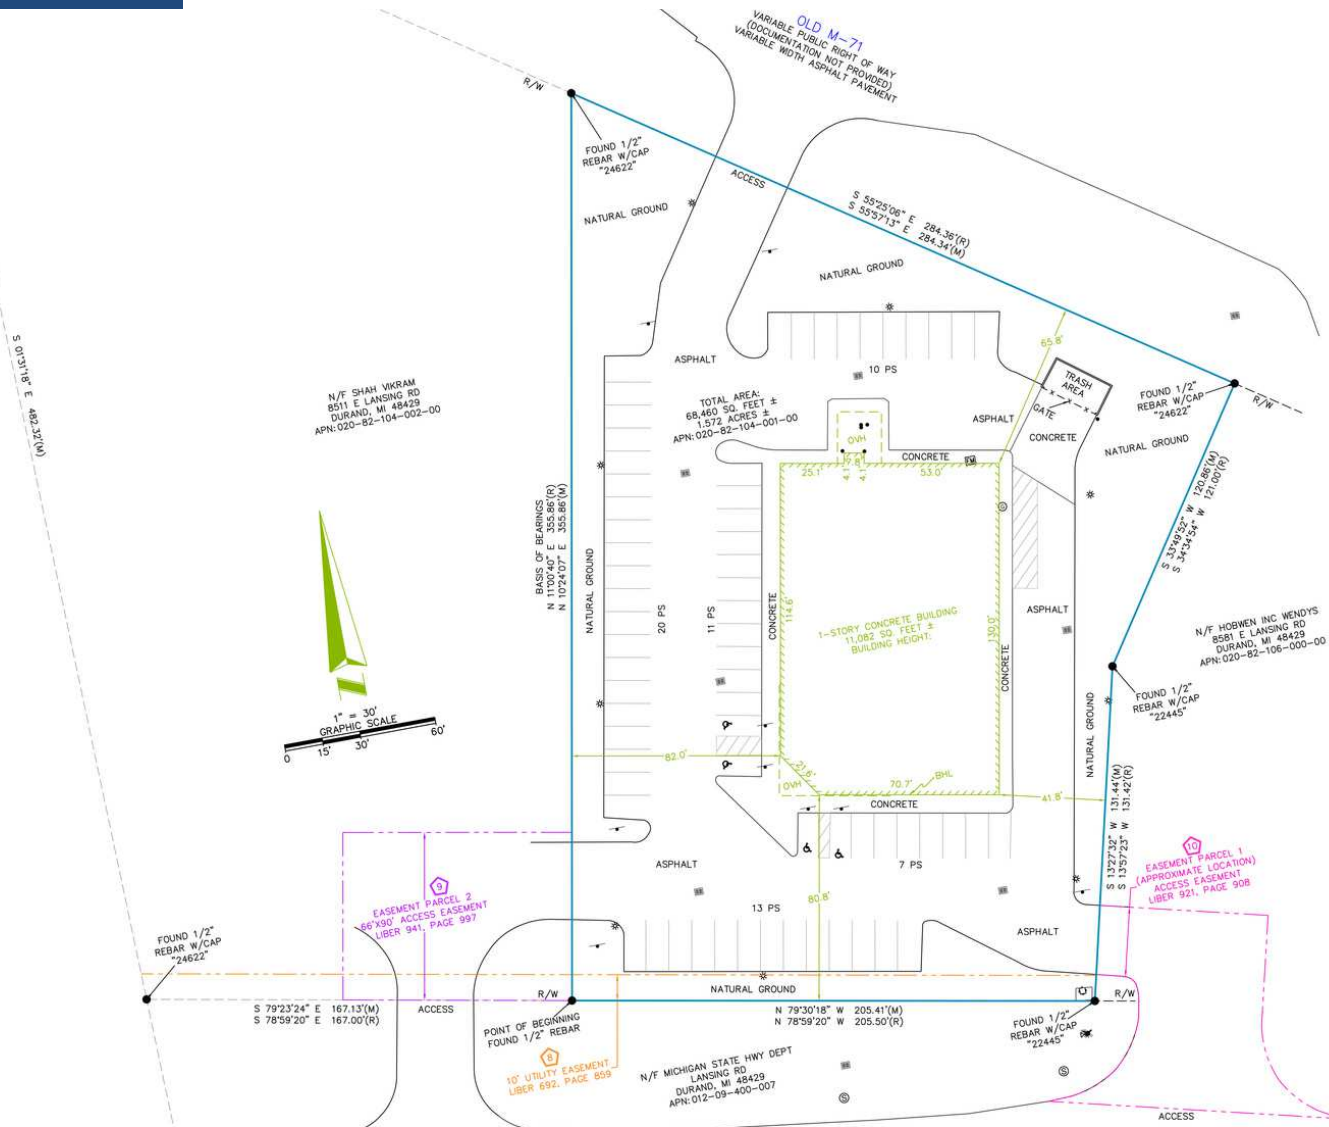 OLD M-71
VARIABLE PUBLIC RIGHT OF WAY
(DOCUMENTATION NOT PROVIDED)
VARIABLE WIDTH ASPHALT PAVEMENT
R/W
FOUND 1/2"
REBAR W/CAP
"24622"
ACCESS
NATURAL GROUND
S 55°25'06" E 284.36'(R)
S 55°57'13" E 284.34'(M)
NATURAL GROUND
S 01°31'18" E 482.32'(M)
N/F SHAH VIKRAM
8511 E LANSING RD
DURAND, MI 48429
APN:020-82-104-002-00
ASPHALT
10 PS
65.8'
TRASH
AREA
GATE
CONCRETE
ASPHALT
FOUND 1/2"
REBAR W/CAP
"24622"
R/W
NATURAL GROUND
TOTAL AREA:
68,460 SQ. FEET ±
1.572 ACRES ±
APN:020-82-104-001-00
OVH
CONCRETE
25.1'
4.1'
7.8'
4.1'
53.0'
S 33°49'52" W 120.86'(M)
S 34°34'54" W 121.00'(R)
BASIS OF BEARINGS
N 11°00'40" E 355.86'(R)
N 10°24'07" E 355.86'(M)
NATURAL GROUND
20 PS
11 PS
CONCRETE
114.6'
1-STORY CONCRETE BUILDING
11,082 SQ. FEET ±
BUILDING HEIGHT:
130.0'
CONCRETE
ASPHALT
N/F HOBWEN INC WENDYS
8581 E LANSING RD
DURAND, MI 48429
APN:020-82-106-000-00
FOUND 1/2"
REBAR W/CAP
"22445"
NATURAL GROUND
1" = 30'
GRAPHIC SCALE
0 15' 30' 60'
82.0'
21.6'
OVH
70.7'
BHL
CONCRETE
41.8'
S 13°27'32" W 131.44'(M)
S 13°57'23" W 131.42'(R)
ASPHALT
7 PS
80.8'
13 PS
ASPHALT
10
EASEMENT PARCEL 1
(APPROXIMATE LOCATION)
ACCESS EASEMENT
LIBER 921, PAGE 908
9
EASEMENT PARCEL 2
66'X90' ACCESS EASEMENT
LIBER 941, PAGE 997
FOUND 1/2"
REBAR W/CAP
"24622"
S 79°23'24" E 167.13'(M)
S 78°59'20" E 167.00'(R)
ACCESS
R/W
POINT OF BEGINNING
FOUND 1/2" REBAR
NATURAL GROUND
N 79°30'18" W 205.41'(M)
N 78°59'20" W 205.50'(R)
R/W
FOUND 1/2"
REBAR W/CAP
"22445"
8
10' UTILITY EASEMENT
LIBER 692, PAGE 859
N/F MICHIGAN STATE HWY DEPT
LANSING RD
DURAND, MI 48429
APN:012-09-400-007
S
S
ACCESS